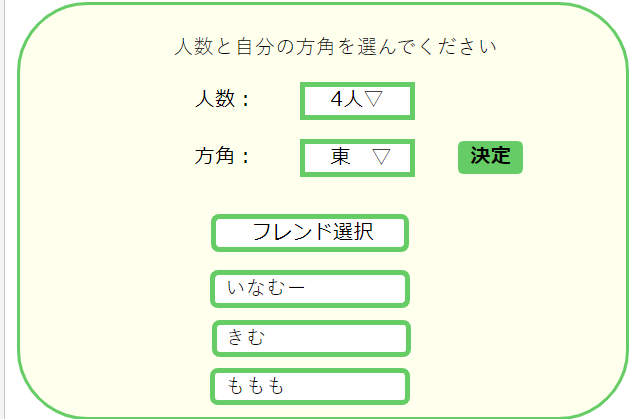 人数と自分の方角を選んでください
人数： 4人▽
方角： 東 ▽ 決定
フレンド選択
いなむー
きむ
ももも